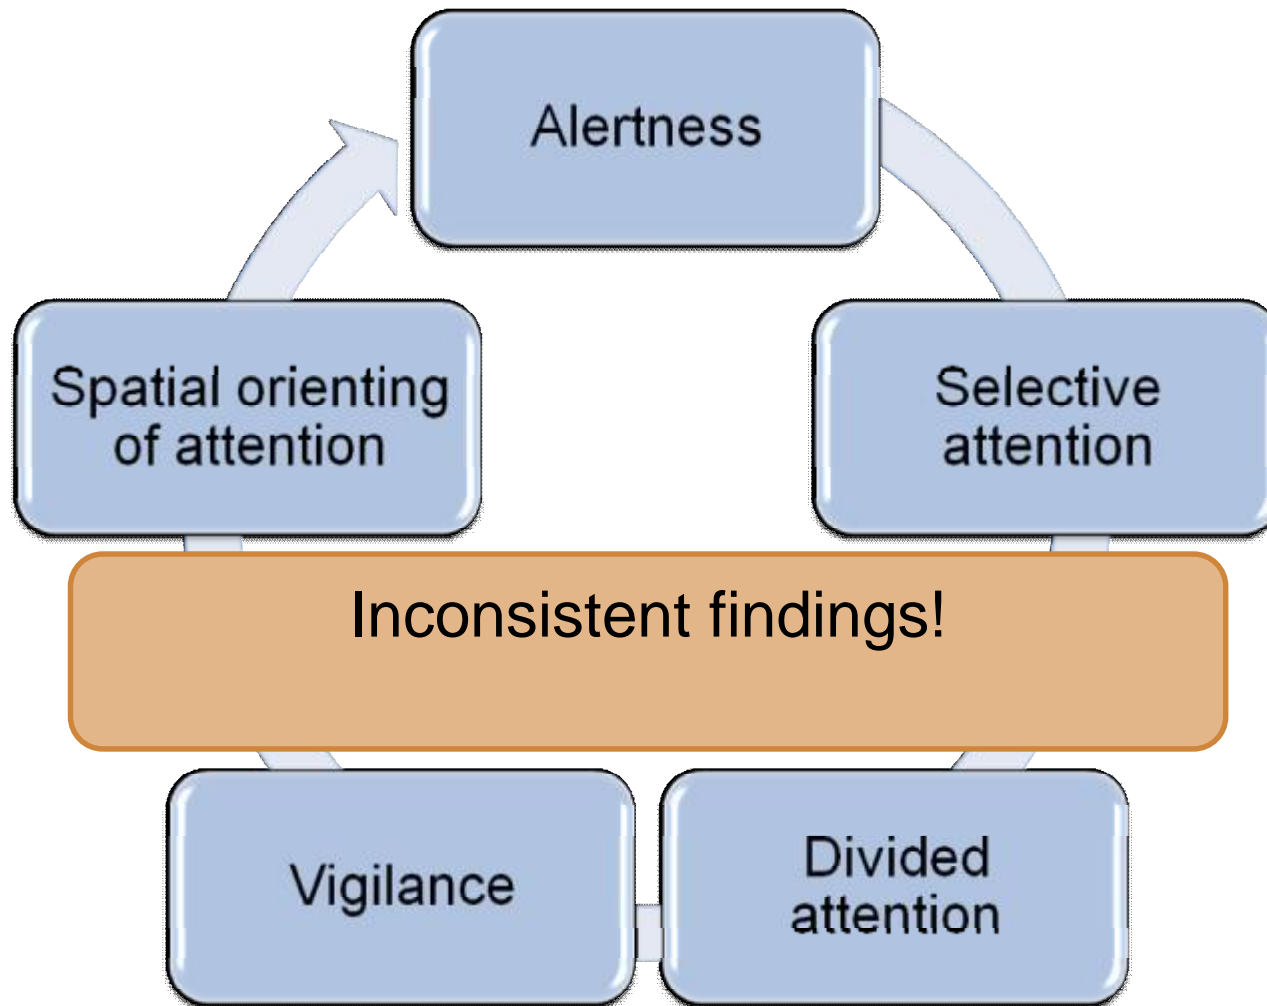 Alertness
Spatial orienting
of attention
Selective
attention
Inconsistent findings!
Vigilance
Divided
attention